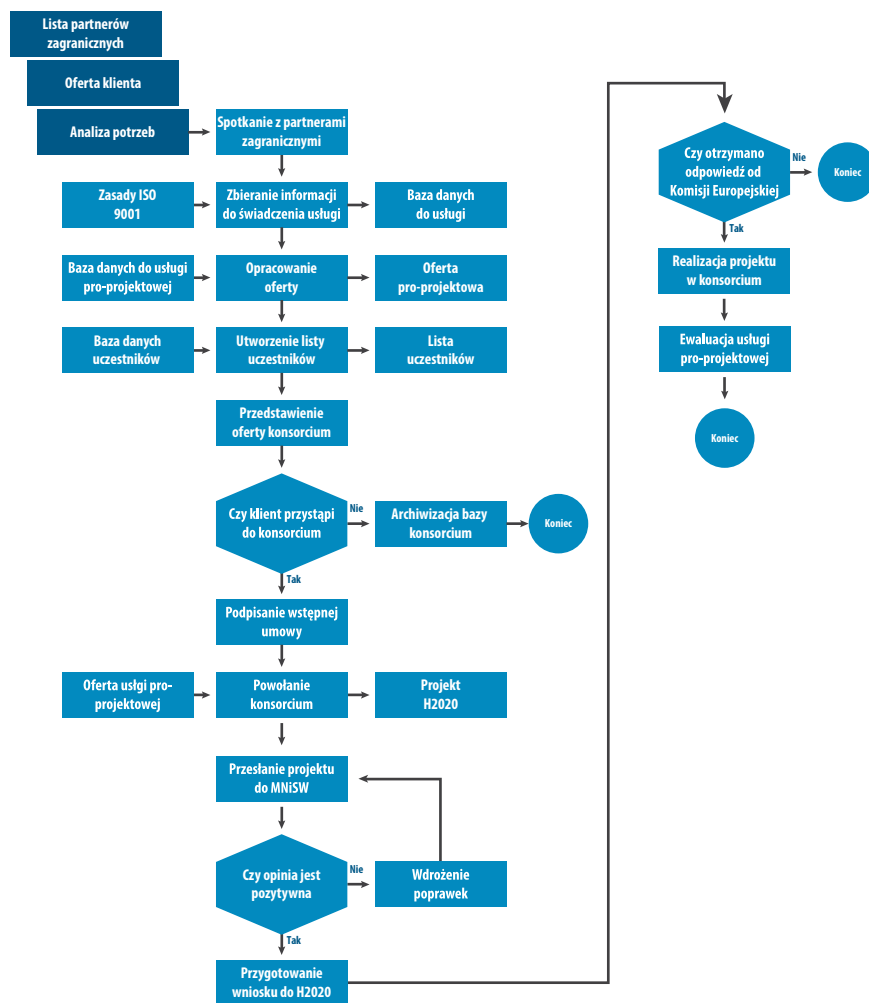 Lista partnerów
zagranicznych
Oferta klienta
Analiza potrzeb
Spotkanie z partnerami
zagranicznymi
Zasady ISO
9001
Zbieranie informacji
do świadczenia usługi
Baza danych
do usługi
Baza danych do usługi
pro-projektowej
Opracowanie
oferty
Oferta
pro-projektowa
Baza danych
uczestników
Utworzenie listy
uczestników
Lista
uczestników
Przedstawienie
oferty konsorcium
Czy klient przystąpi
do konsorcium
Nie
Archiwizacja bazy
konsorcium
Koniec
Tak
Podpisanie wstępnej
umowy
Oferta usłgi pro-
projektowej
Powołanie
konsorcium
Projekt
H2020
Przesłanie projektu
do MNiSW
Czy opinia jest
pozytywna
Nie
Wdrożenie
poprawek
Tak
Przygotowanie
wniosku do H2020
Czy otrzymano
odpowiedź od
Komisji Europejskiej
Nie
Koniec
Tak
Realizacja projektu
w konsorcium
Ewaluacja usługi
pro-projektowej
Koniec